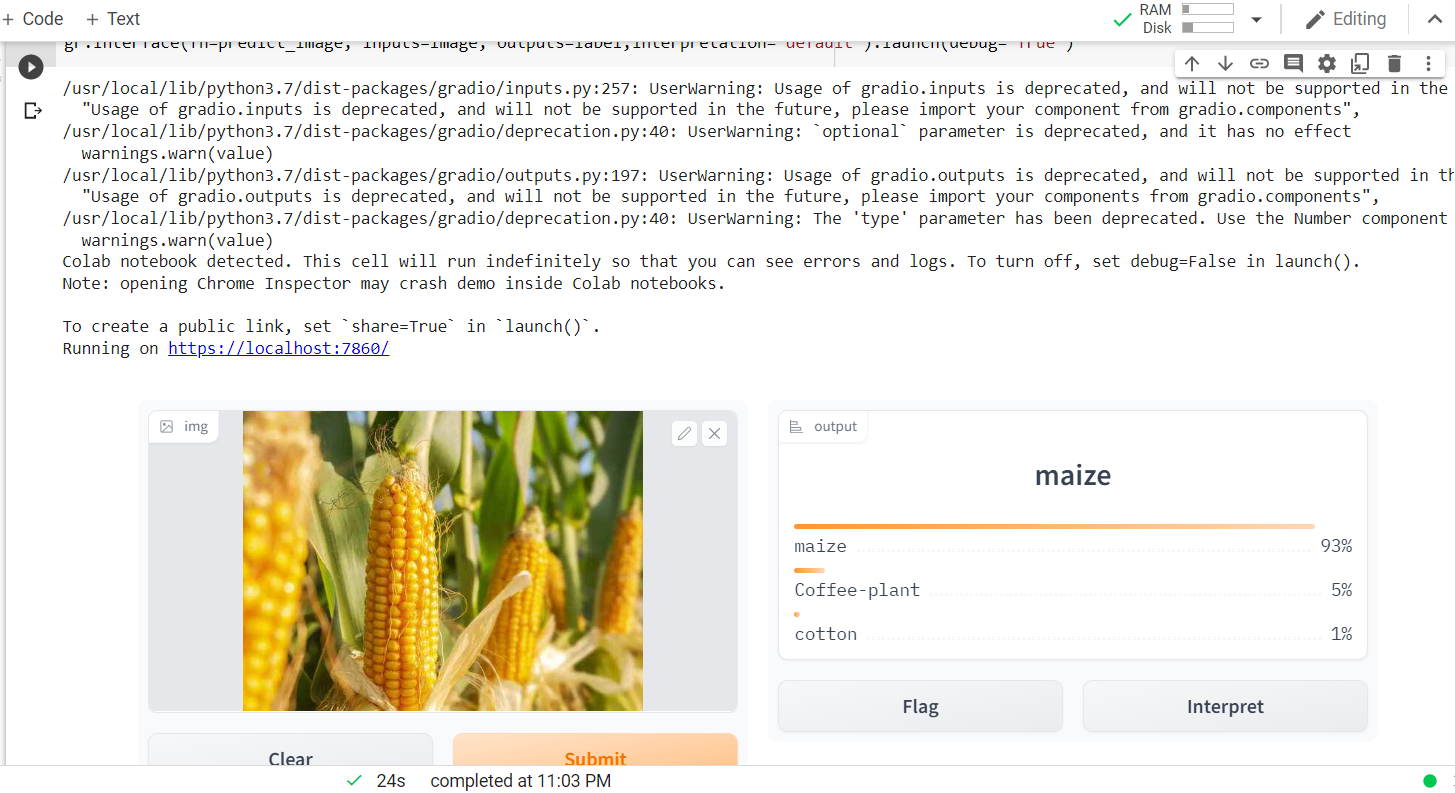 + Code + Text
RAM
Disk
Editing
gr.Interface(fn=predict_image, inputs=image, outputs=label,interpretation='default').launch(debug='True')
/usr/local/lib/python3.7/dist-packages/gradio/inputs.py:257: UserWarning: Usage of gradio.inputs is deprecated, and will not be supported in the
"Usage of gradio.inputs is deprecated, and will not be supported in the future, please import your component from gradio.components",
/usr/local/lib/python3.7/dist-packages/gradio/deprecation.py:40: UserWarning: `optional` parameter is deprecated, and it has no effect
warnings.warn(value)
/usr/local/lib/python3.7/dist-packages/gradio/outputs.py:197: UserWarning: Usage of gradio.outputs is deprecated, and will not be supported in th
"Usage of gradio.outputs is deprecated, and will not be supported in the future, please import your components from gradio.components",
/usr/local/lib/python3.7/dist-packages/gradio/deprecation.py:40: UserWarning: The 'type' parameter has been deprecated. Use the Number component
warnings.warn(value)
Colab notebook detected. This cell will run indefinitely so that you can see errors and logs. To turn off, set debug=False in launch().
Note: opening Chrome Inspector may crash demo inside Colab notebooks.
To create a public link, set `share=True` in `launch()`.
Running on https://localhost:7860/
img
output
maize
maize 93%
Coffee-plant 5%
cotton 1%
Flag
Interpret
Clear
Submit
24s completed at 11:03 PM